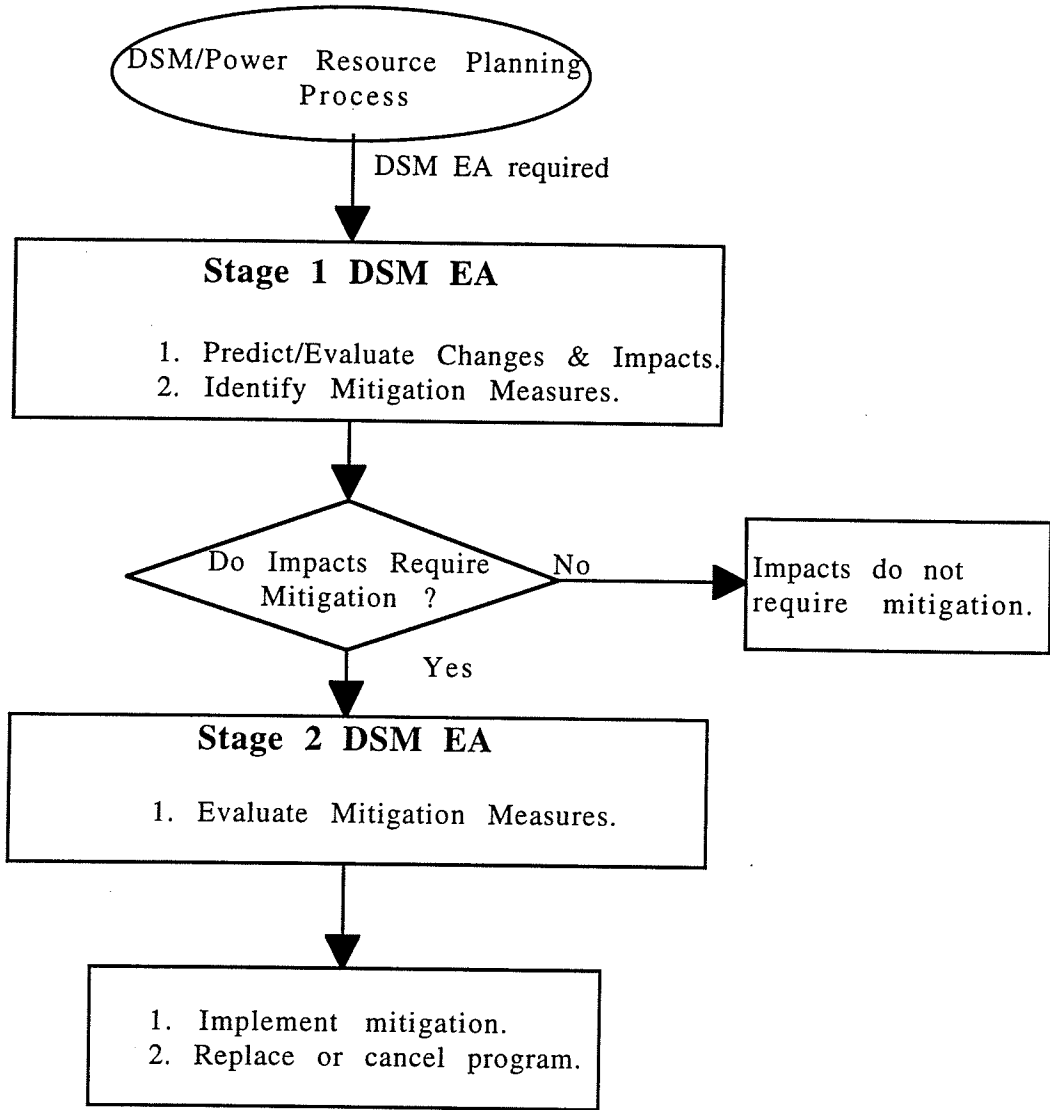 DSM/Power Resource Planning
Process
DSM EA required
Stage 1 DSM EA
1. Predict/Evaluate Changes & Impacts.
2. Identify Mitigation Measures.
Do Impacts Require
Mitigation ?
No
Impacts do not
require mitigation.
Yes
Stage 2 DSM EA
1. Evaluate Mitigation Measures.
1. Implement mitigation.
2. Replace or cancel program.